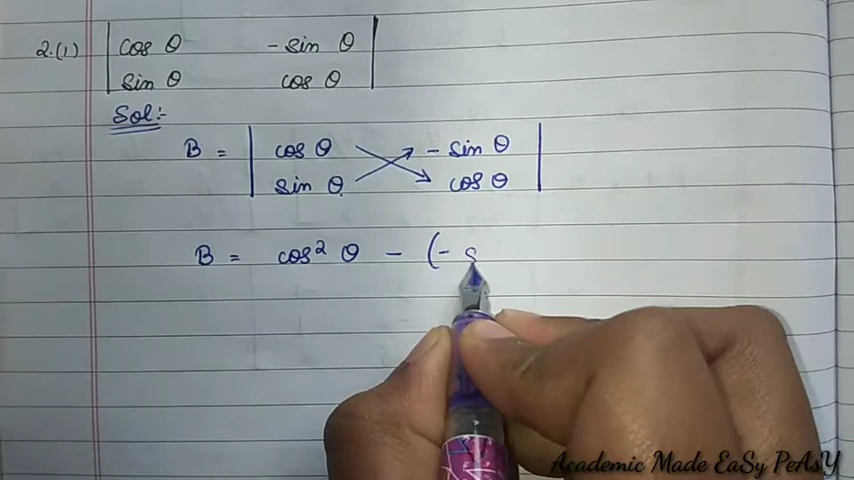 2.(1) | cos θ - sin θ |
| sin θ cos θ |
Sol:-
B = | cos θ - sin θ |
| sin θ cos θ |
B = cos² θ - (- s
Academic Made EaSy PeAsY